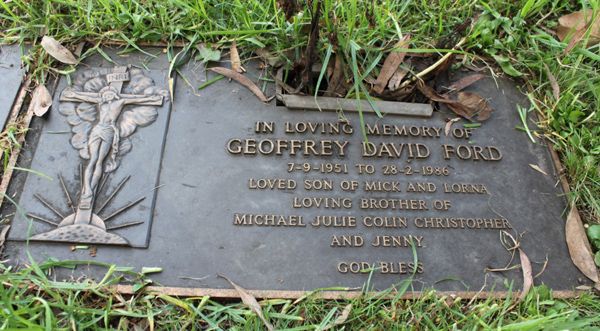 INRI
IN LOVING MEMORY OF
GEOFFREY DAVID FORD
7-9-1951 TO 28-2-1986
LOVED SON OF MICK AND LORNA
LOVING BROTHER OF
MICHAEL JULIE COLIN CHRISTOPHER
AND JENNY
GOD BLESS